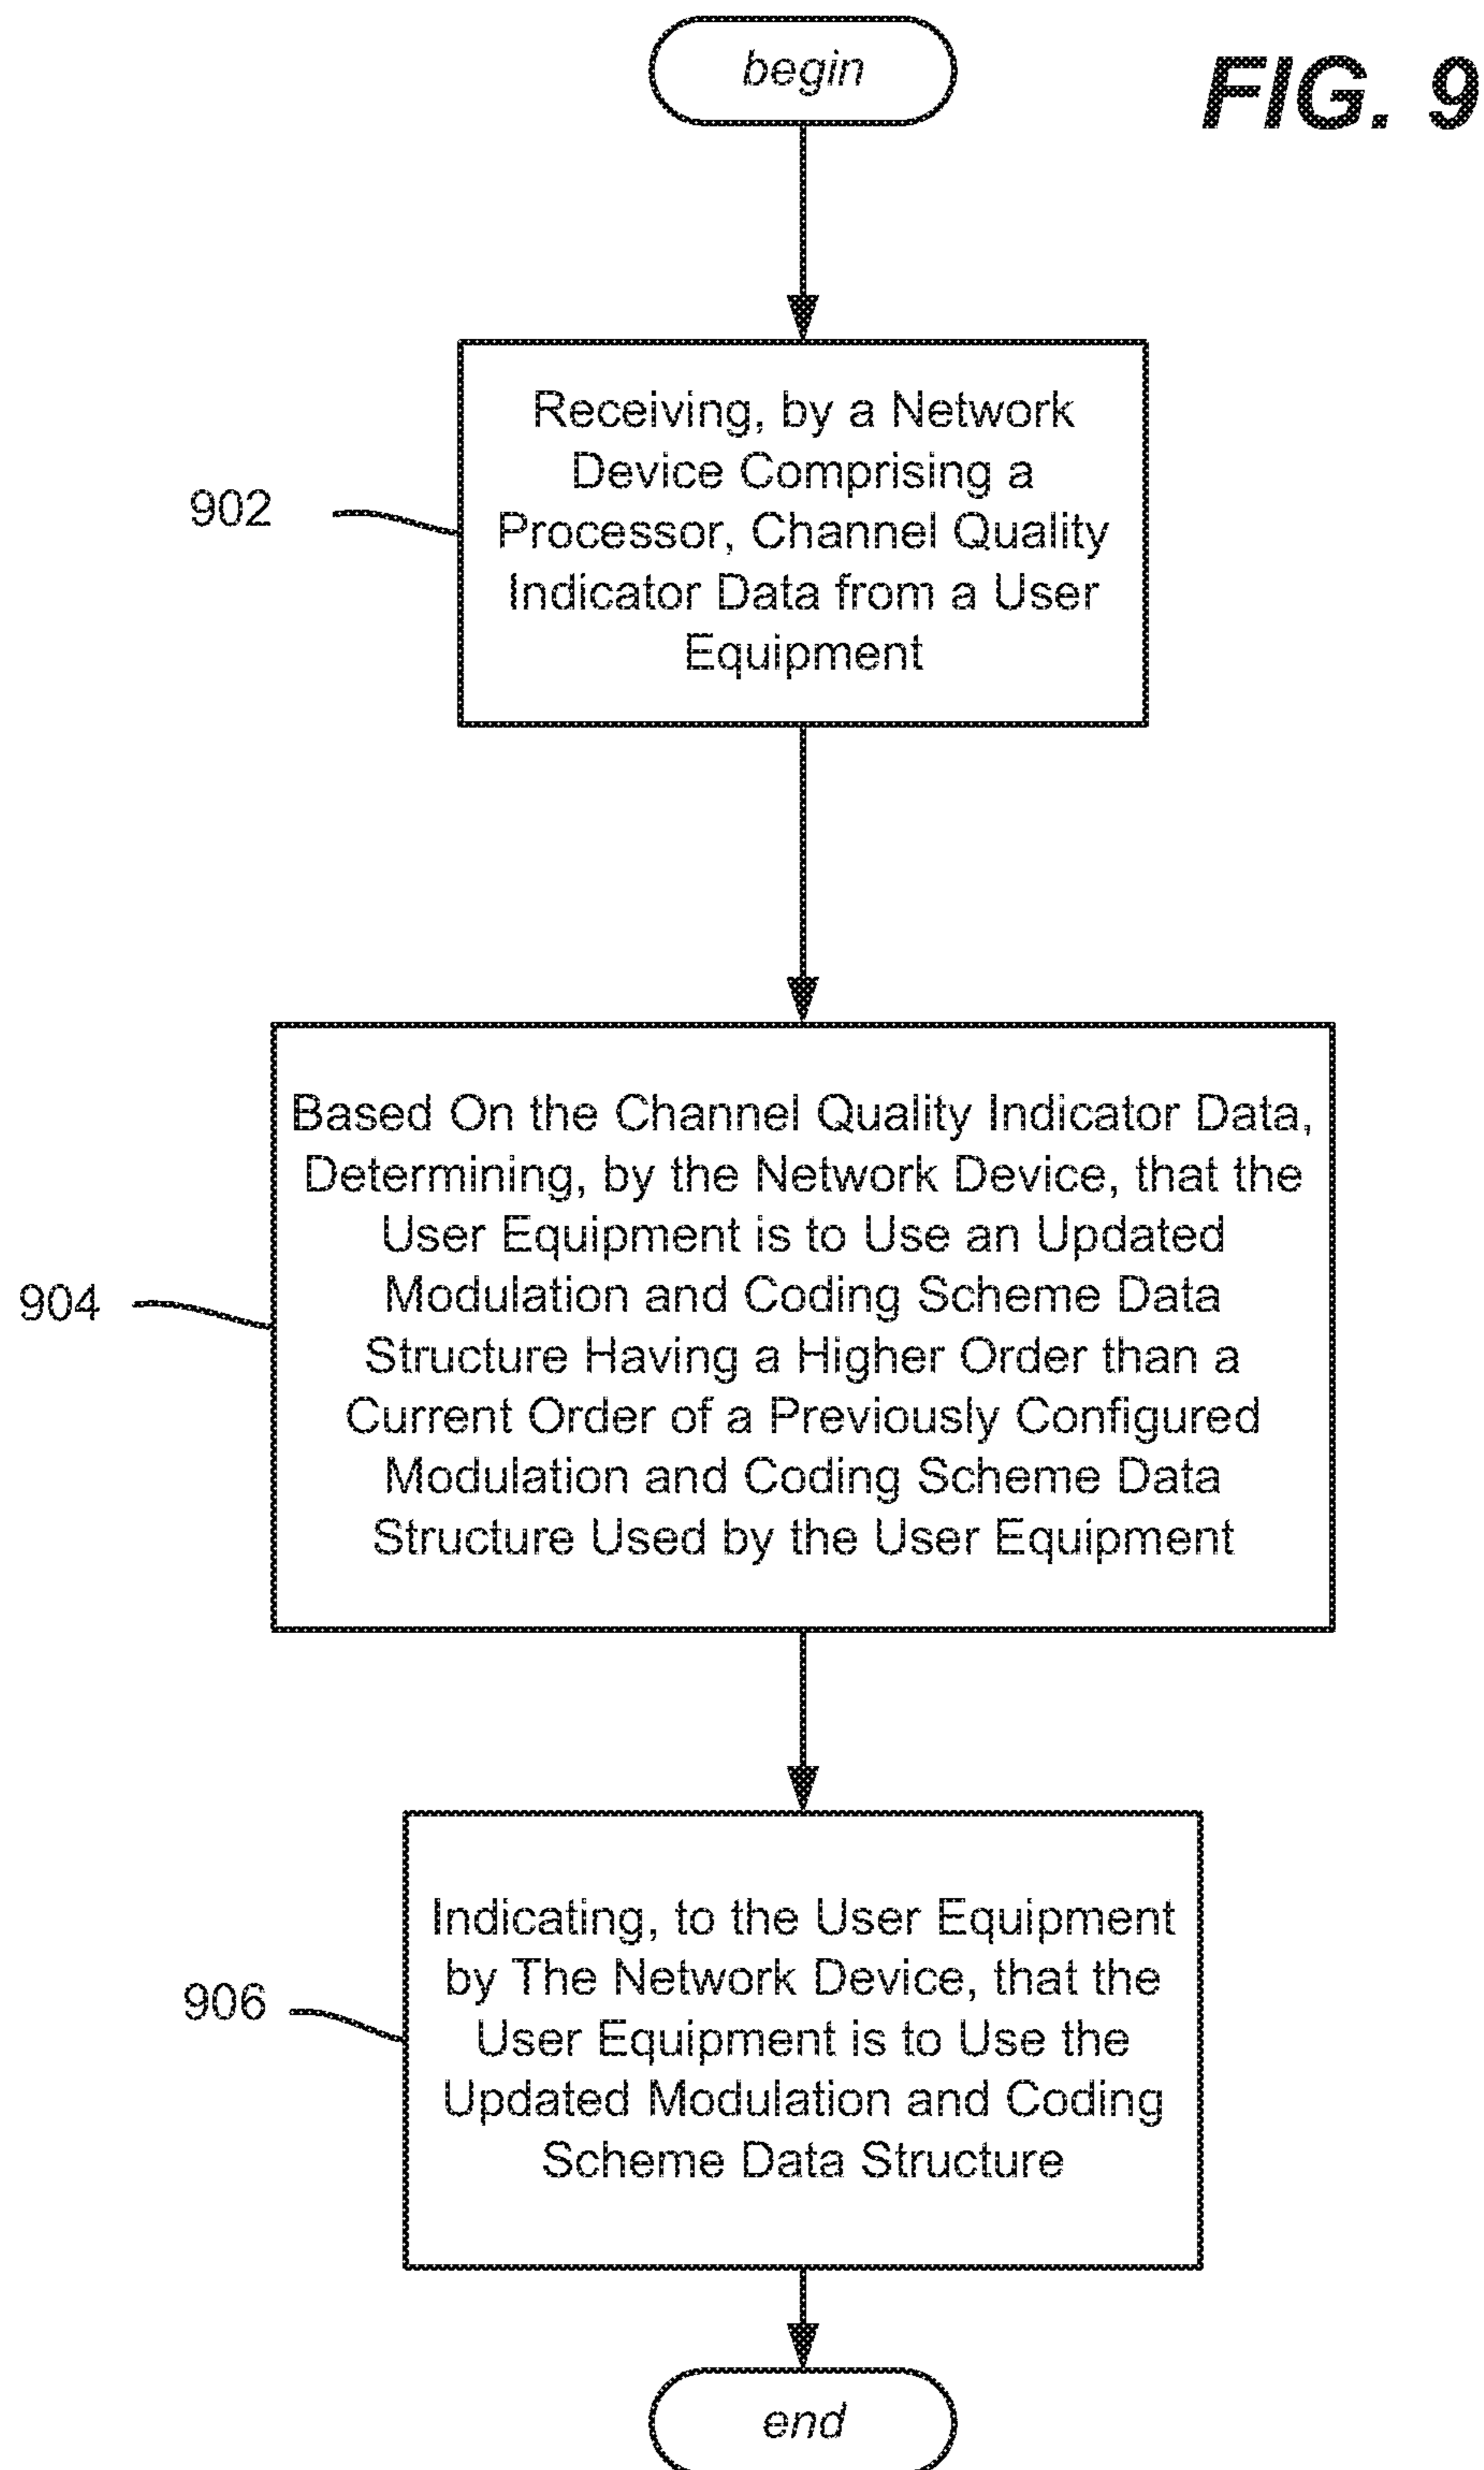 begin
FIG. 9
Receiving, by a Network
Device Comprising a
Processor, Channel Quality
Indicator Data from a User
Equipment
902
Based On the Channel Quality Indicator Data,
Determining, by the Network Device, that the
User Equipment is to Use an Updated
Modulation and Coding Scheme Data
Structure Having a Higher Order than a
Current Order of a Previously Configured
Modulation and Coding Scheme Data
Structure Used by the User Equipment
904
Indicating, to the User Equipment
by The Network Device, that the
User Equipment is to Use the
Updated Modulation and Coding
Scheme Data Structure
906
end